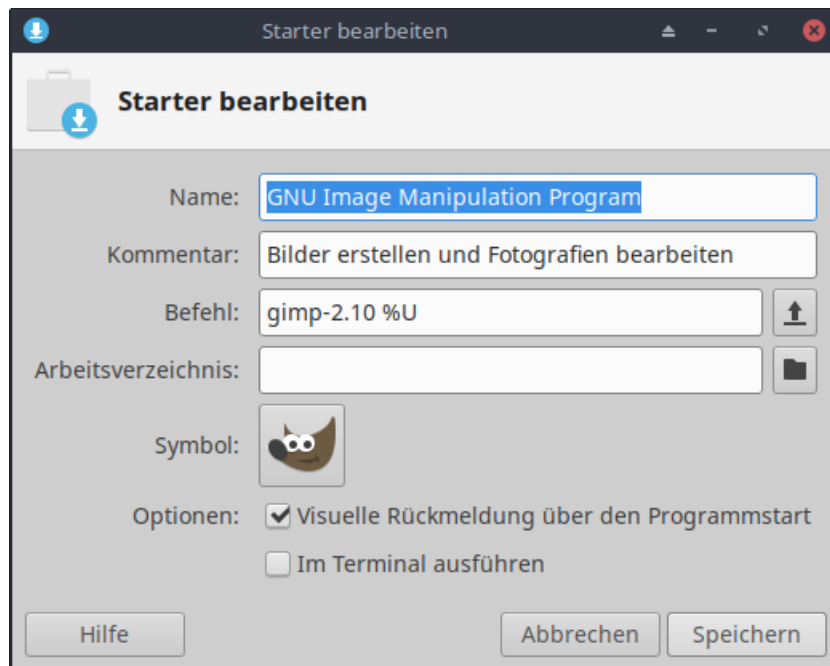 Starter bearbeiten
Starter bearbeiten
Name: GNU Image Manipulation Program
Kommentar: Bilder erstellen und Fotografien bearbeiten
Befehl: gimp-2.10 %U
Arbeitsverzeichnis:
Symbol:
Optionen: Visuelle Rückmeldung über den Programmstart
Im Terminal ausführen
Hilfe Abbrechen Speichern